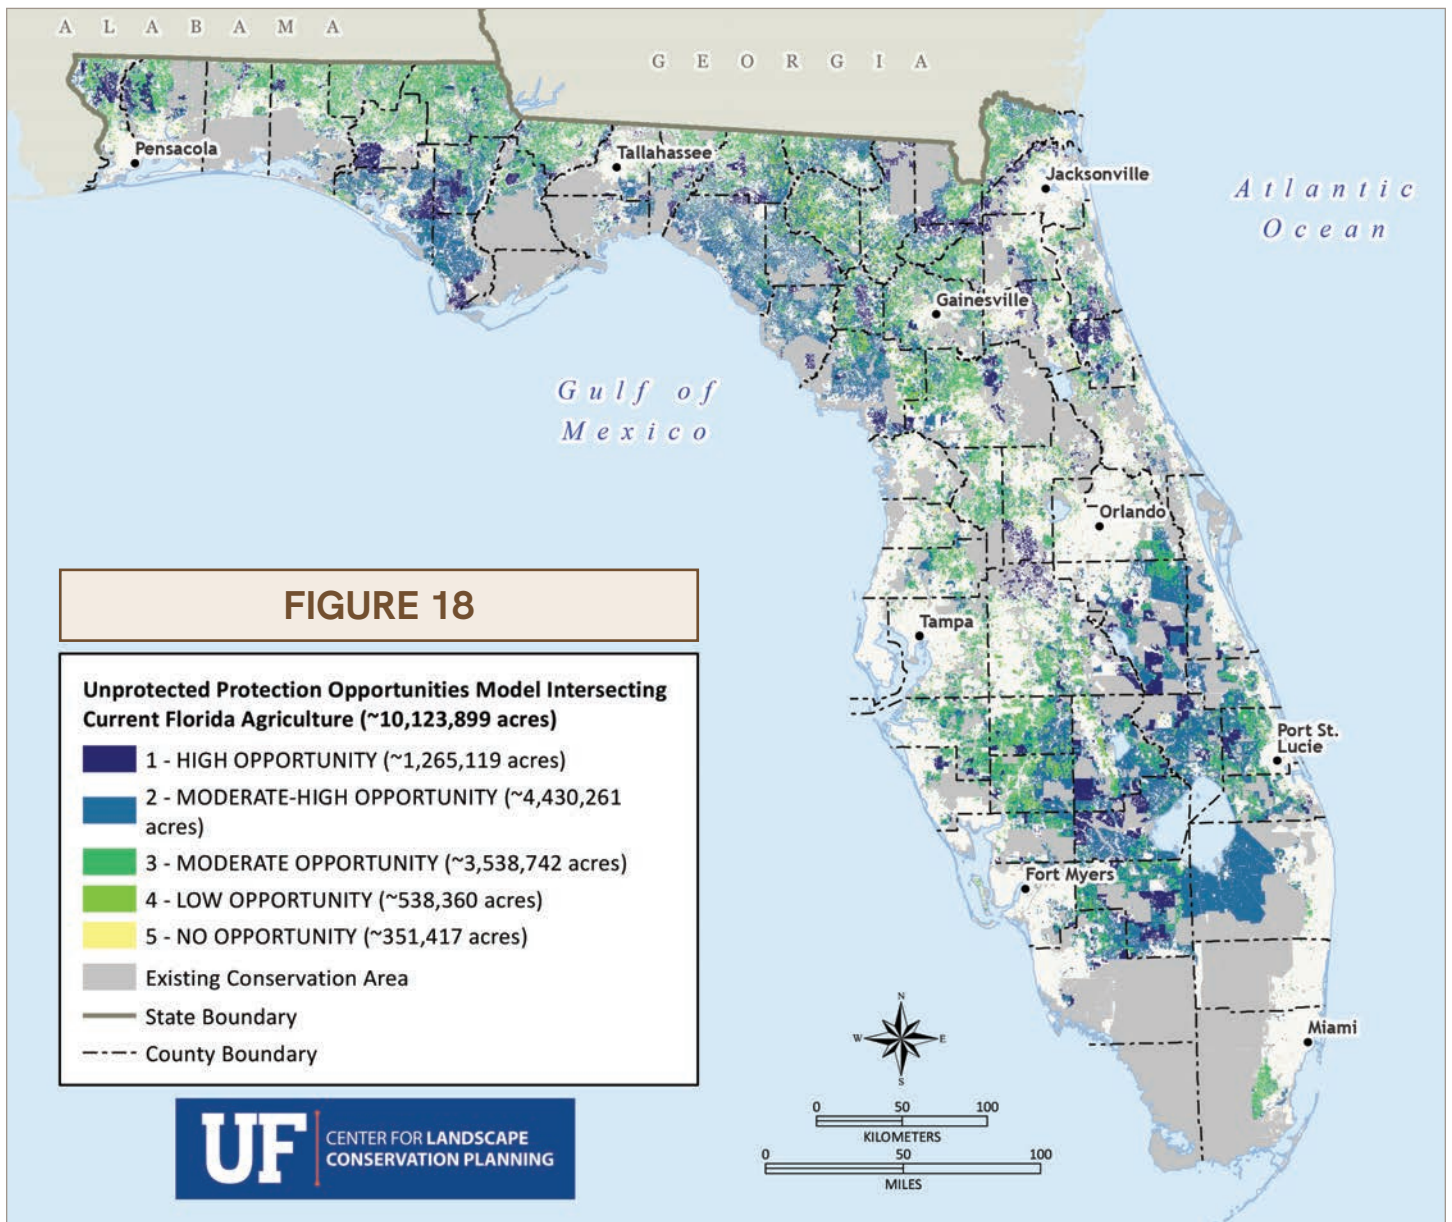 A L A B A M A
G E O R G I A
Pensacola
Tallahassee
Jacksonville
Atlantic
Ocean
Gainesville
Gulf of
Mexico
Orlando
FIGURE 18
Tampa
Unprotected Protection Opportunities Model Intersecting
Current Florida Agriculture (~10,123,899 acres)
1 - HIGH OPPORTUNITY (~1,265,119 acres)
2 - MODERATE-HIGH OPPORTUNITY (~4,430,261
acres)
3 - MODERATE OPPORTUNITY (~3,538,742 acres)
4 - LOW OPPORTUNITY (~538,360 acres)
5 - NO OPPORTUNITY (~351,417 acres)
Existing Conservation Area
State Boundary
County Boundary
Port St.
Lucie
Fort Myers
Miami
N
W E
S
0 50 100
KILOMETERS
0 50 100
MILES
UF CENTER FOR LANDSCAPE
CONSERVATION PLANNING